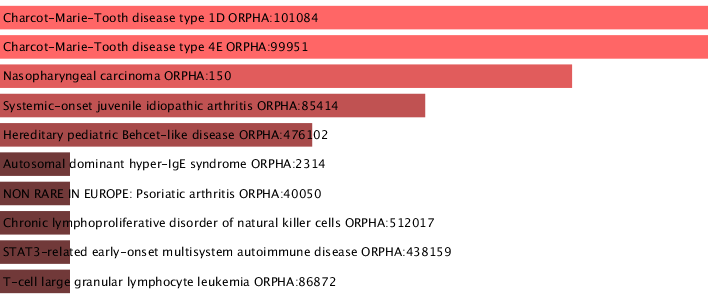 Charcot-Marie-Tooth disease type 1D ORPHA:101084
Charcot-Marie-Tooth disease type 4E ORPHA:99951
Nasopharyngeal carcinoma ORPHA:150
Systemic-onset juvenile idiopathic arthritis ORPHA:85414
Hereditary pediatric Behcet-like disease ORPHA:476102
Autosomal dominant hyper-IgE syndrome ORPHA:2314
NON RARE IN EUROPE: Psoriatic arthritis ORPHA:40050
Chronic lymphoproliferative disorder of natural killer cells ORPHA:512017
STAT3-related early-onset multisystem autoimmune disease ORPHA:438159
T-cell large granular lymphocyte leukemia ORPHA:86872